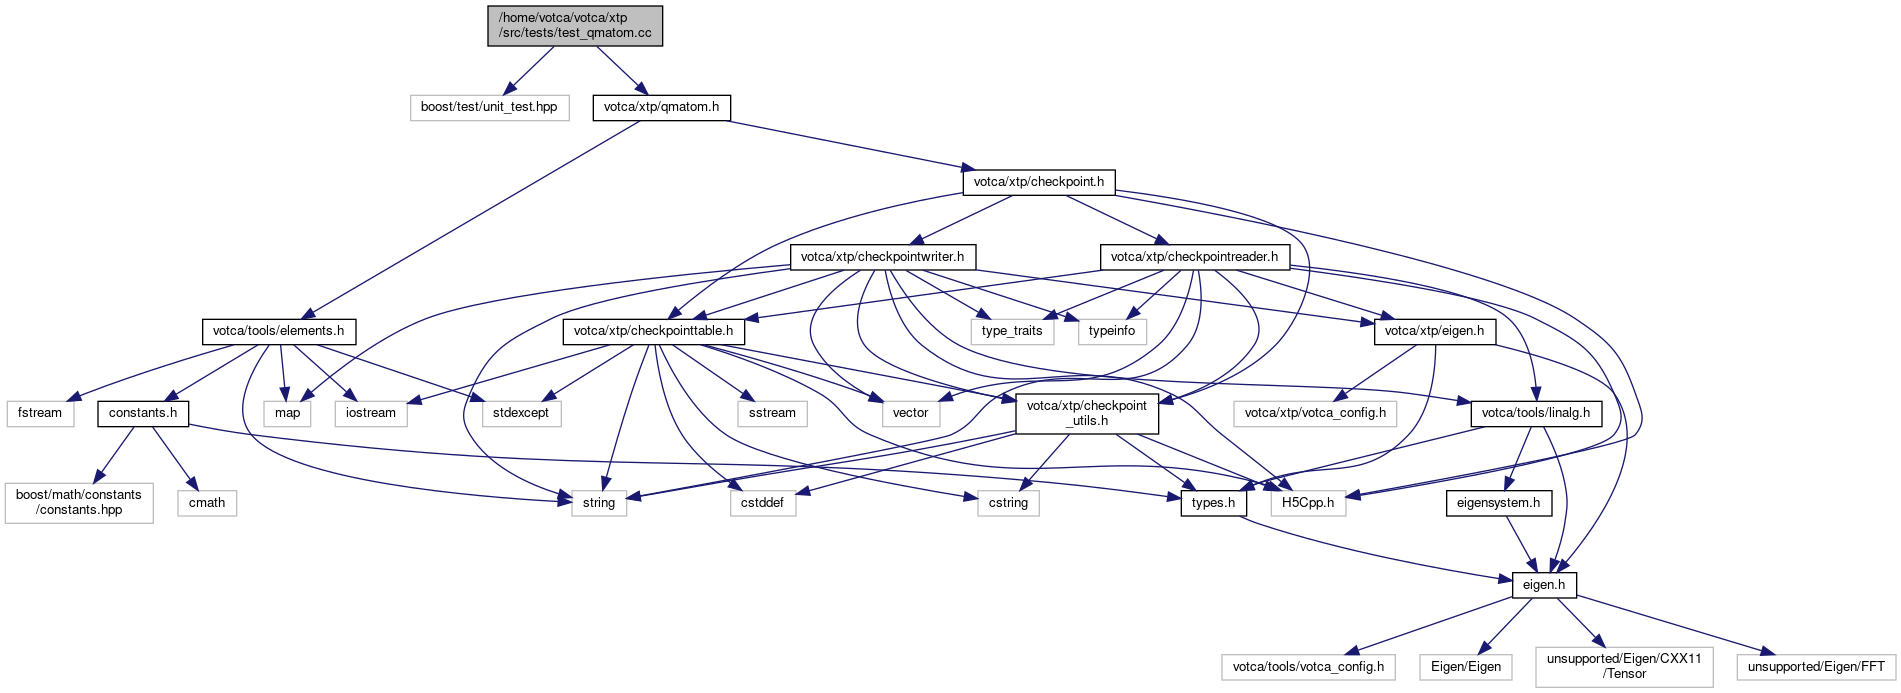 /home/votca/votca/xtp
/src/tests/test_qmatom.cc
boost/test/unit_test.hpp
votca/xtp/qmatom.h
votca/xtp/checkpoint.h
votca/xtp/checkpointwriter.h
votca/xtp/checkpointreader.h
votca/tools/elements.h
votca/xtp/checkpointtable.h
type_traits
typeinfo
votca/xtp/eigen.h
fstream
constants.h
map
iostream
stdexcept
sstream
vector
votca/xtp/checkpoint
_utils.h
votca/xtp/votca_config.h
votca/tools/linalg.h
boost/math/constants
/constants.hpp
cmath
string
cstddef
cstring
types.h
H5Cpp.h
eigensystem.h
eigen.h
votca/tools/votca_config.h
Eigen/Eigen
unsupported/Eigen/CXX11
/Tensor
unsupported/Eigen/FFT